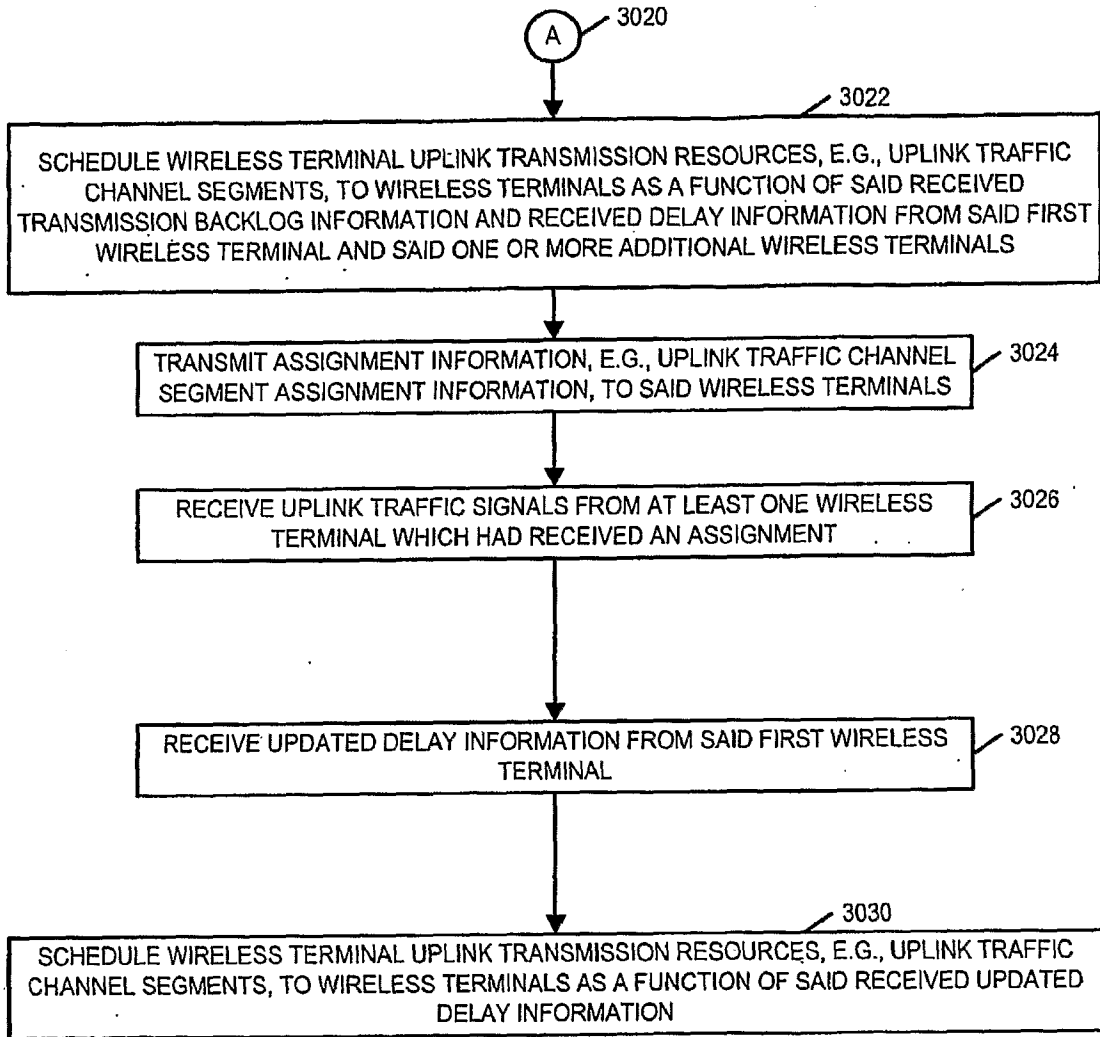 A
3020
3022
SCHEDULE WIRELESS TERMINAL UPLINK TRANSMISSION RESOURCES, E.G., UPLINK TRAFFIC
CHANNEL SEGMENTS, TO WIRELESS TERMINALS AS A FUNCTION OF SAID RECEIVED
TRANSMISSION BACKLOG INFORMATION AND RECEIVED DELAY INFORMATION FROM SAID FIRST
WIRELESS TERMINAL AND SAID ONE OR MORE ADDITIONAL WIRELESS TERMINALS
TRANSMIT ASSIGNMENT INFORMATION, E.G., UPLINK TRAFFIC CHANNEL
SEGMENT ASSIGNMENT INFORMATION, TO SAID WIRELESS TERMINALS
3024
RECEIVE UPLINK TRAFFIC SIGNALS FROM AT LEAST ONE WIRELESS
TERMINAL WHICH HAD RECEIVED AN ASSIGNMENT
3026
RECEIVE UPDATED DELAY INFORMATION FROM SAID FIRST WIRELESS
TERMINAL
3028
3030
SCHEDULE WIRELESS TERMINAL UPLINK TRANSMISSION RESOURCES, E.G., UPLINK TRAFFIC
CHANNEL SEGMENTS, TO WIRELESS TERMINALS AS A FUNCTION OF SAID RECEIVED UPDATED
DELAY INFORMATION